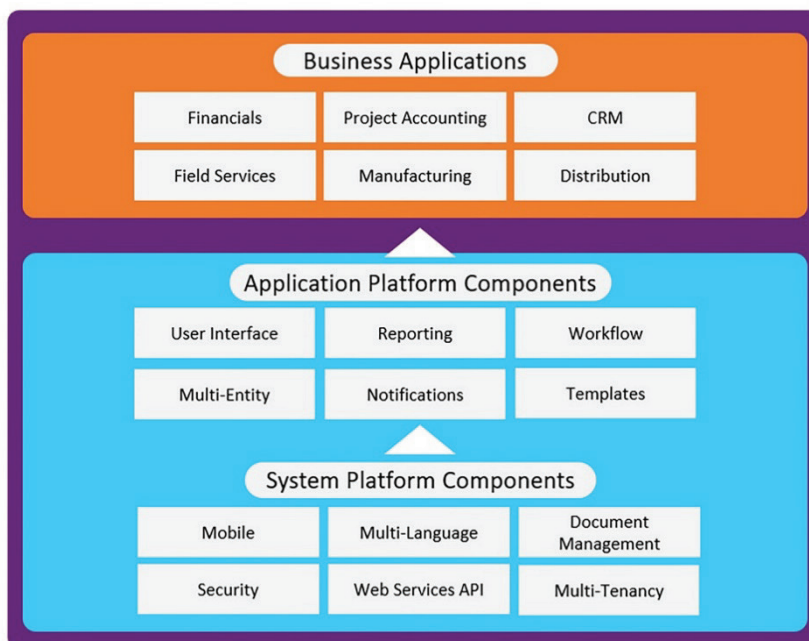 Business Applications
Financials
Project Accounting
CRM
Field Services
Manufacturing
Distribution
Application Platform Components
User Interface
Reporting
Workflow
Multi-Entity
Notifications
Templates
System Platform Components
Mobile
Multi-Language
Document
Management
Security
Web Services API
Multi-Tenancy